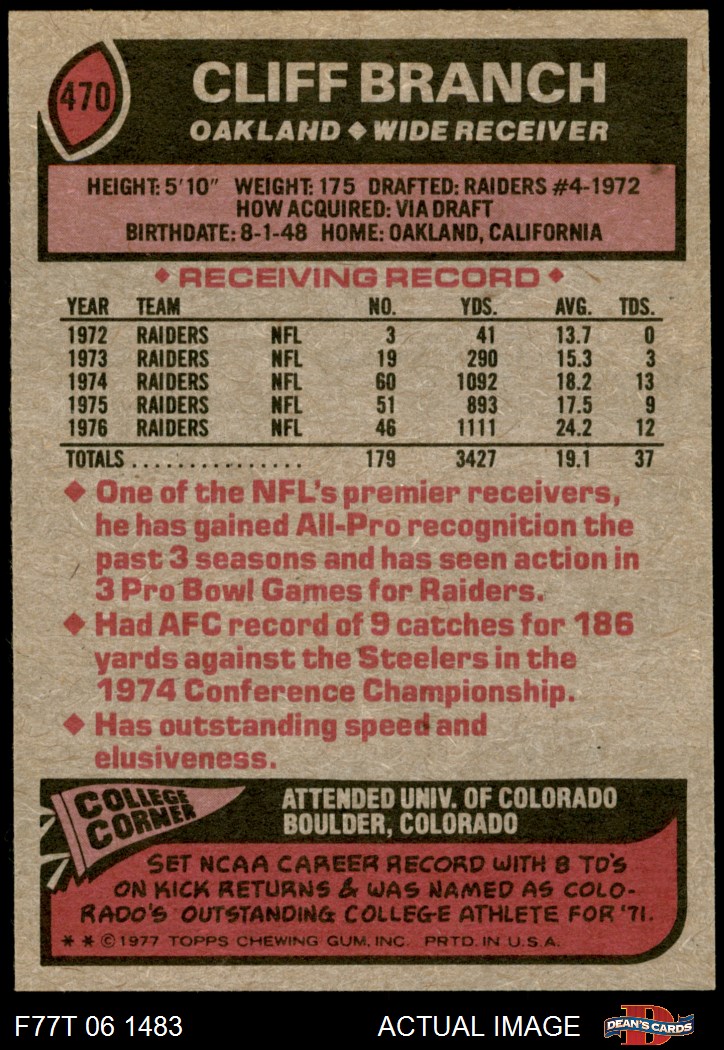 470
CLIFF BRANCH
OAKLAND ◆ WIDE RECEIVER
HEIGHT: 5'10" WEIGHT: 175 DRAFTED: RAIDERS #4-1972
HOW ACQUIRED: VIA DRAFT
BIRTHDATE: 8-1-48 HOME: OAKLAND, CALIFORNIA
◆ RECEIVING RECORD ◆
YEAR TEAM NO. YDS. AVG. TDS.
1972 RAIDERS NFL 3 41 13.7 0
1973 RAIDERS NFL 19 290 15.3 3
1974 RAIDERS NFL 60 1092 18.2 13
1975 RAIDERS NFL 51 893 17.5 9
1976 RAIDERS NFL 46 1111 24.2 12
TOTALS ................ 179 3427 19.1 37
◆ One of the NFL's premier receivers,
he has gained All-Pro recognition the
past 3 seasons and has seen action in
3 Pro Bowl Games for Raiders.
◆ Had AFC record of 9 catches for 186
yards against the Steelers in the
1974 Conference Championship.
◆ Has outstanding speed and
elusiveness.
COLLEGE
CORNER
ATTENDED UNIV. OF COLORADO
BOULDER, COLORADO
SET NCAA CAREER RECORD WITH 8 TD'S
ON KICK RETURNS & WAS NAMED AS COLO-
RADO'S OUTSTANDING COLLEGE ATHLETE FOR '71.
* * © 1977 TOPPS CHEWING GUM, INC. PRTD. IN U.S.A.
F77T 06 1483 ACTUAL IMAGE
D
DEAN'S CARDS